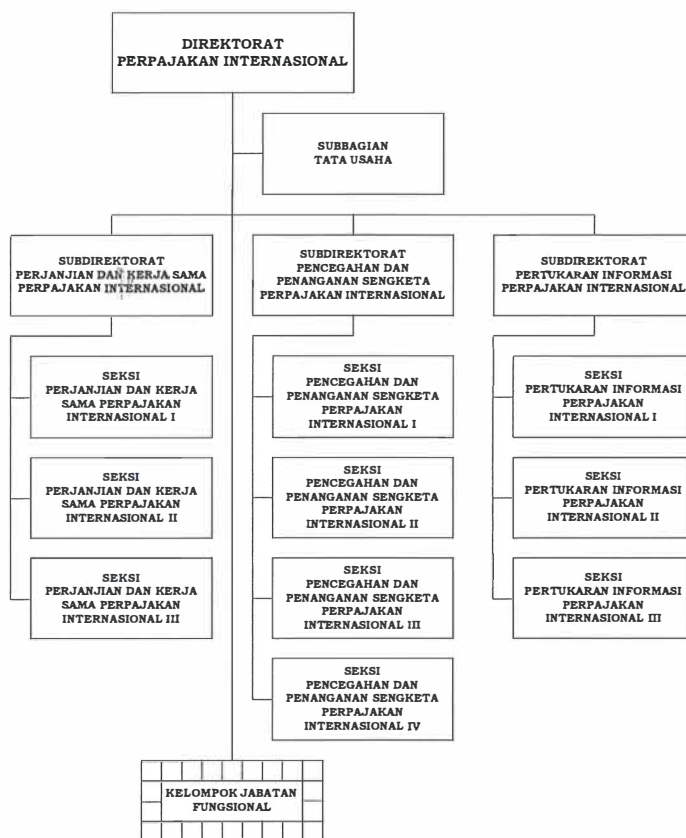 DIREKTORAT
PERPAJAKAN INTERNASIONAL
SUBBAGIAN
TATA USAHA
SUBDIREKTORAT
PERJANJIAN DAN KERJA SAMA
PERPAJAKAN INTERNASIONAL
SUBDIREKTORAT
PENCEGAHAN DAN
PENANGANAN SENGKETA
PERPAJAKAN INTERNASIONAL
SUBDIREKTORAT
PERTUKARAN INFORMASI
PERPAJAKAN INTERNASIONAL
SEKSI
PERJANJIAN DAN KERJA
SAMA PERPAJAKAN
INTERNASIONAL I
SEKSI
PENCEGAHAN DAN
PENANGANAN SENGKETA
PERPAJAKAN
INTERNASIONAL I
SEKSI
PERTUKARAN INFORMASI
PERPAJAKAN
INTERNASIONAL I
SEKSI
PERJANJIAN DAN KERJA
SAMA PERPAJAKAN
INTERNASIONAL II
SEKSI
PENCEGAHAN DAN
PENANGANAN SENGKETA
PERPAJAKAN
INTERNASIONAL II
SEKSI
PERTUKARAN INFORMASI
PERPAJAKAN
INTERNASIONAL II
SEKSI
PERJANJIAN DAN KERJA
SAMA PERPAJAKAN
INTERNASIONAL III
SEKSI
PENCEGAHAN DAN
PENANGANAN SENGKETA
PERPAJAKAN
INTERNASIONAL III
SEKSI
PERTUKARAN INFORMASI
PERPAJAKAN
INTERNASIONAL III
SEKSI
PENCEGAHAN DAN
PENANGANAN SENGKETA
PERPAJAKAN
INTERNASIONAL IV
KELOMPOK JABATAN
FUNGSIONAL